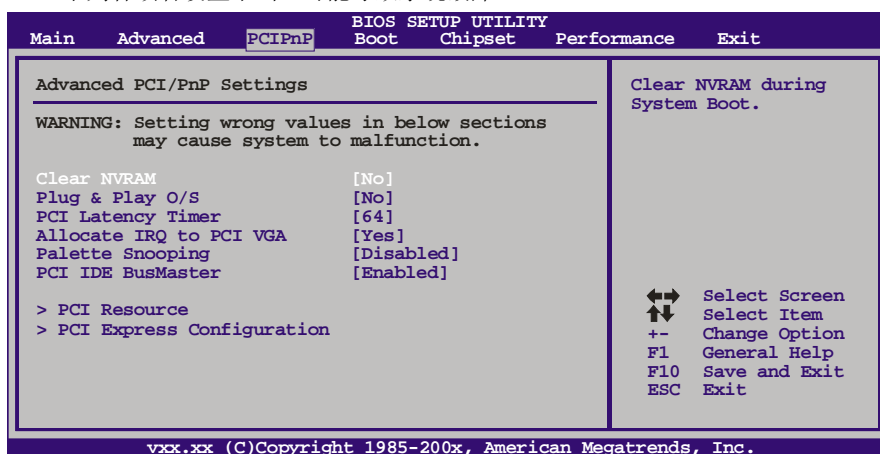 BIOS SETUP UTILITY
Main Advanced PCIPnP Boot Chipset Performance Exit
Advanced PCI/PnP Settings
WARNING: Setting wrong values in below sections
may cause system to malfunction.
Clear NVRAM [No]
Plug & Play O/S [No]
PCI Latency Timer [64]
Allocate IRQ to PCI VGA [Yes]
Palette Snooping [Disabled]
PCI IDE BusMaster [Enabled]
> PCI Resource
> PCI Express Configuration
Clear NVRAM during
System Boot.
Select Screen
Select Item
+- Change Option
F1 General Help
F10 Save and Exit
ESC Exit
vxx.xx (C)Copyright 1985-200x, American Megatrends, Inc.